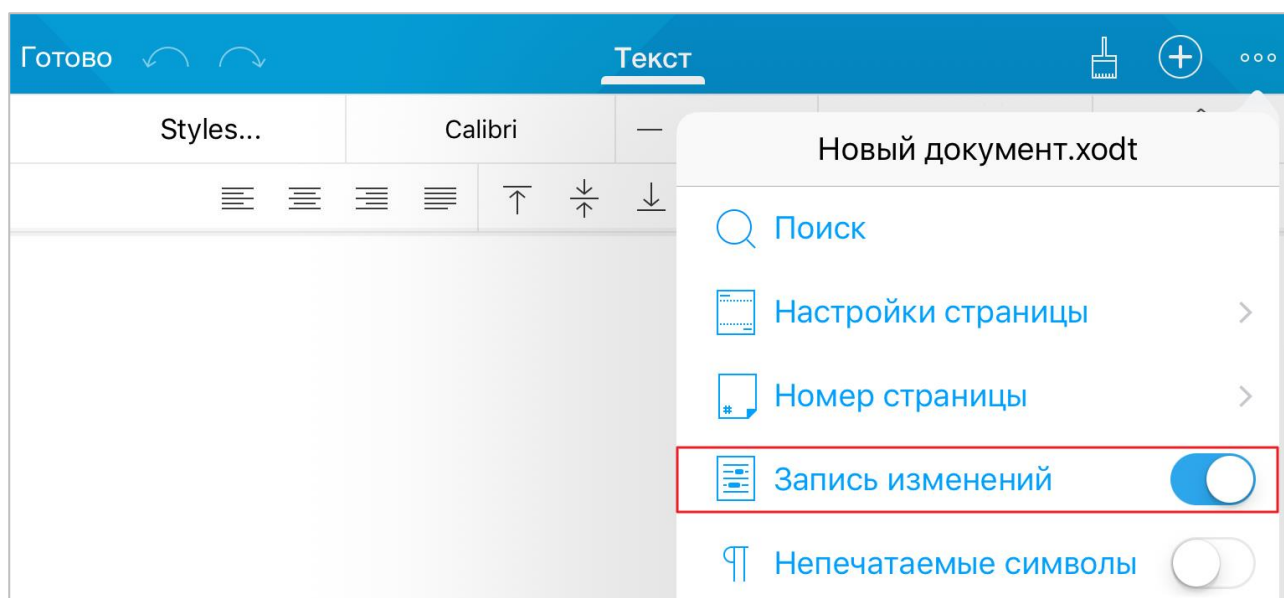 Готово Текст
Styles... Calibri —
Новый документ.xodt
Поиск
Настройки страницы
Номер страницы
Запись изменений
Непечатаемые символы